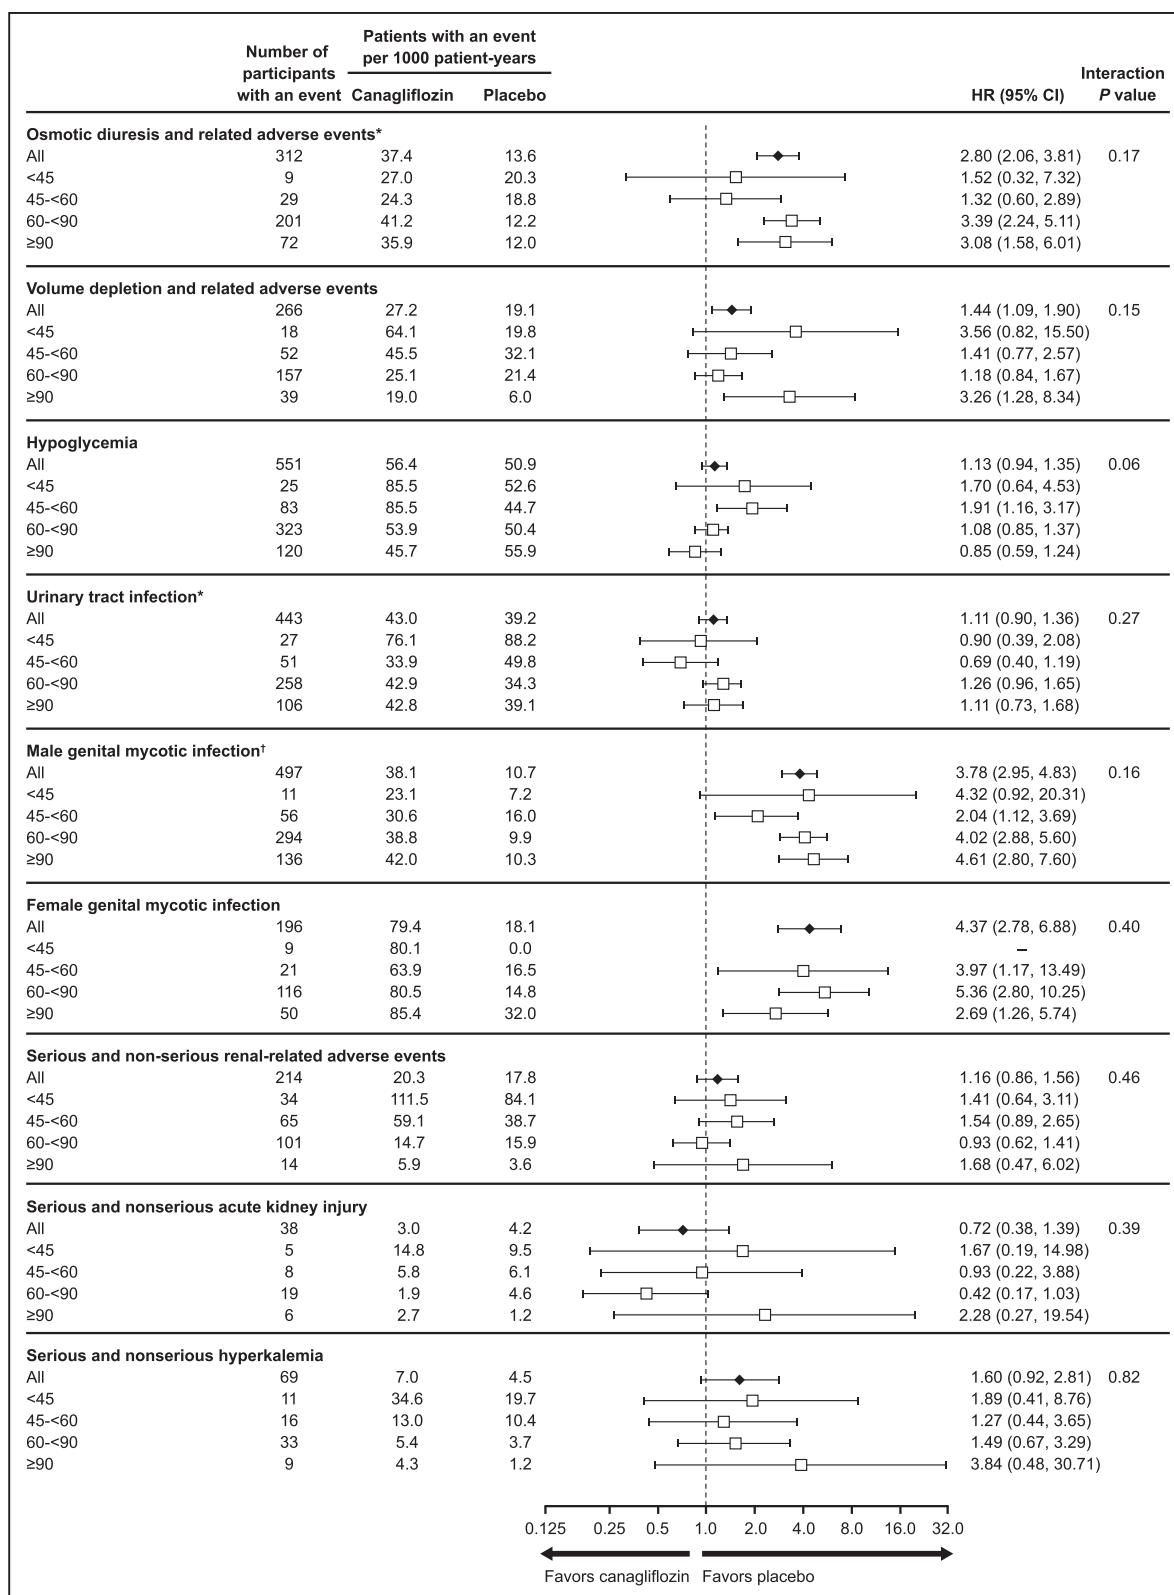 Number of participants with an event
Patients with an event per 1000 patient-years
Canagliflozin Placebo
HR (95% CI)
Interaction P value
Osmotic diuresis and related adverse events*
All 312 37.4 13.6 2.80 (2.06, 3.81) 0.17
<45 9 27.0 20.3 1.52 (0.32, 7.32)
45-<60 29 24.3 18.8 1.32 (0.60, 2.89)
60-<90 201 41.2 12.2 3.39 (2.24, 5.11)
≥90 72 35.9 12.0 3.08 (1.58, 6.01)
Volume depletion and related adverse events
All 266 27.2 19.1 1.44 (1.09, 1.90) 0.15
<45 18 64.1 19.8 3.56 (0.82, 15.50)
45-<60 52 45.5 32.1 1.41 (0.77, 2.57)
60-<90 157 25.1 21.4 1.18 (0.84, 1.67)
≥90 39 19.0 6.0 3.26 (1.28, 8.34)
Hypoglycemia
All 551 56.4 50.9 1.13 (0.94, 1.35) 0.06
<45 25 85.5 52.6 1.70 (0.64, 4.53)
45-<60 83 85.5 44.7 1.91 (1.16, 3.17)
60-<90 323 53.9 50.4 1.08 (0.85, 1.37)
≥90 120 45.7 55.9 0.85 (0.59, 1.24)
Urinary tract infection*
All 443 43.0 39.2 1.11 (0.90, 1.36) 0.27
<45 27 76.1 88.2 0.90 (0.39, 2.08)
45-<60 51 33.9 49.8 0.69 (0.40, 1.19)
60-<90 258 42.9 34.3 1.26 (0.96, 1.65)
≥90 106 42.8 39.1 1.11 (0.73, 1.68)
Male genital mycotic infection†
All 497 38.1 10.7 3.78 (2.95, 4.83) 0.16
<45 11 23.1 7.2 4.32 (0.92, 20.31)
45-<60 56 30.6 16.0 2.04 (1.12, 3.69)
60-<90 294 38.8 9.9 4.02 (2.88, 5.60)
≥90 136 42.0 10.3 4.61 (2.80, 7.60)
Female genital mycotic infection
All 196 79.4 18.1 4.37 (2.78, 6.88) 0.40
<45 9 80.1 0.0 –
45-<60 21 63.9 16.5 3.97 (1.17, 13.49)
60-<90 116 80.5 14.8 5.36 (2.80, 10.25)
≥90 50 85.4 32.0 2.69 (1.26, 5.74)
Serious and non-serious renal-related adverse events
All 214 20.3 17.8 1.16 (0.86, 1.56) 0.46
<45 34 111.5 84.1 1.41 (0.64, 3.11)
45-<60 65 59.1 38.7 1.54 (0.89, 2.65)
60-<90 101 14.7 15.9 0.93 (0.62, 1.41)
≥90 14 5.9 3.6 1.68 (0.47, 6.02)
Serious and nonserious acute kidney injury
All 38 3.0 4.2 0.72 (0.38, 1.39) 0.39
<45 5 14.8 9.5 1.67 (0.19, 14.98)
45-<60 8 5.8 6.1 0.93 (0.22, 3.88)
60-<90 19 1.9 4.6 0.42 (0.17, 1.03)
≥90 6 2.7 1.2 2.28 (0.27, 19.54)
Serious and nonserious hyperkalemia
All 69 7.0 4.5 1.60 (0.92, 2.81) 0.82
<45 11 34.6 19.7 1.89 (0.41, 8.76)
45-<60 16 13.0 10.4 1.27 (0.44, 3.65)
60-<90 33 5.4 3.7 1.49 (0.67, 3.29)
≥90 9 4.3 1.2 3.84 (0.48, 30.71)
0.125 0.25 0.5 1.0 2.0 4.0 8.0 16.0 32.0
Favors canagliflozin Favors placebo